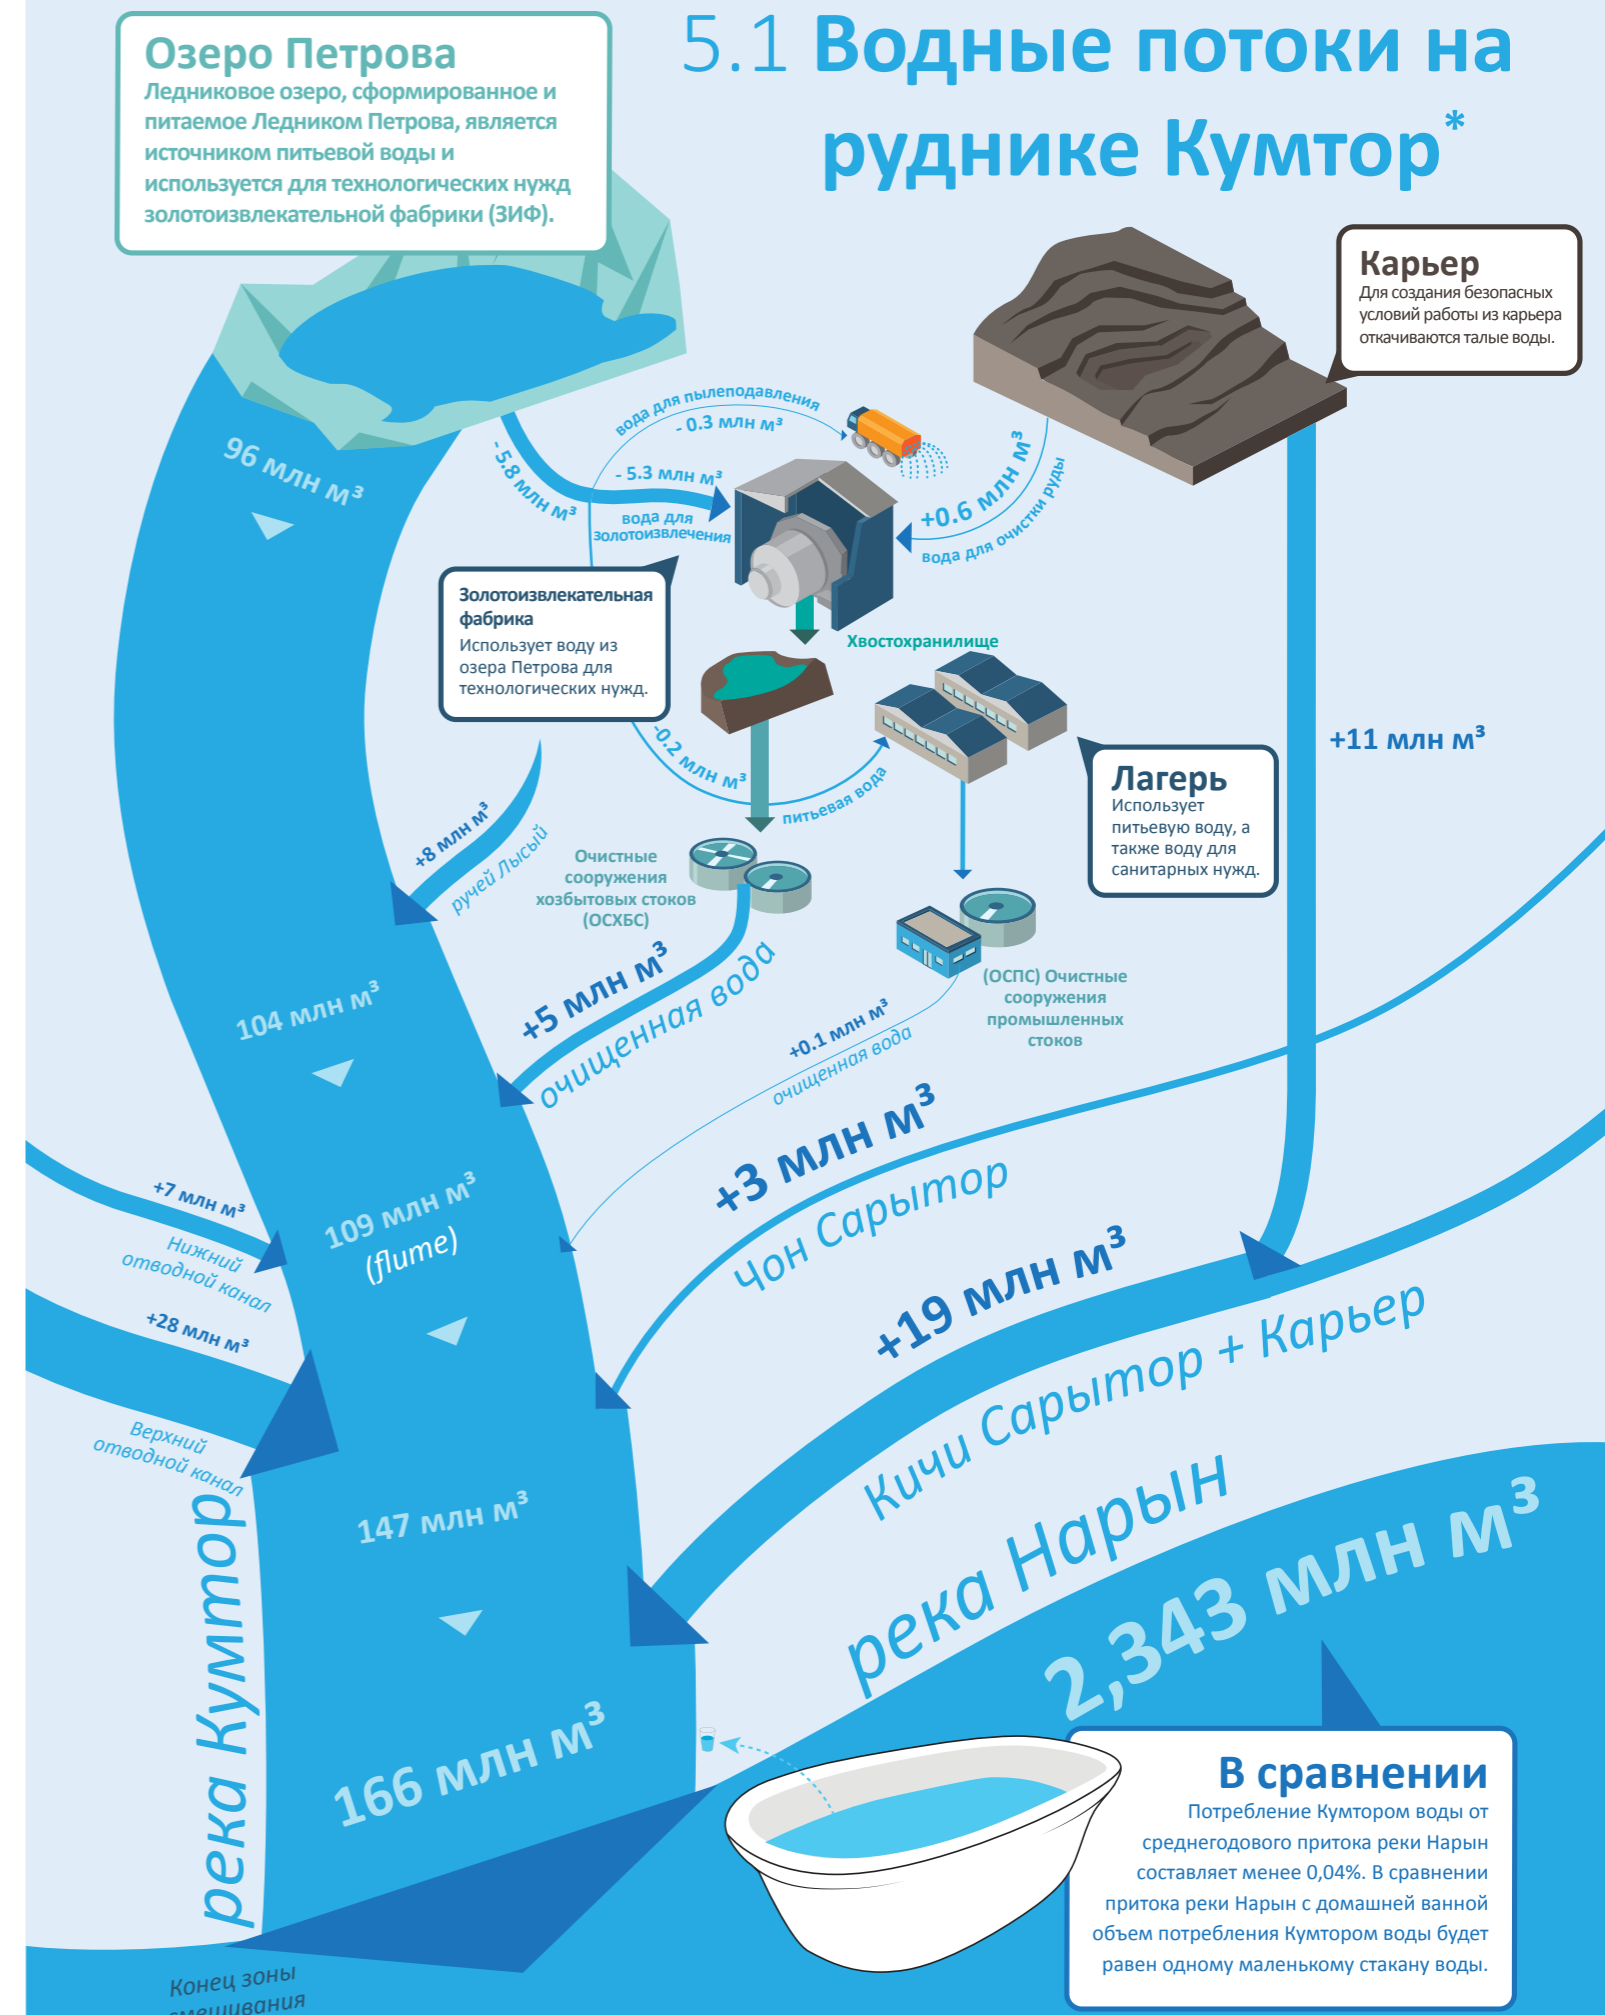 5.1 Водные потоки на
руднике Кумтор*
Озеро Петрова
Ледниковое озеро, сформированное и
питаемое Ледником Петрова, является
источником питьевой воды и
используется для технологических нужд
золотоизвлекательной фабрики (ЗИФ).
Карьер
Для создания безопасных
условий работы из карьера
откачиваются талые воды.
96 млн м³
- 5.8 млн м³
вода для пылеподавления
- 0.3 млн м³
- 5.3 млн м³
вода для
золотоизвлечения
+0.6 млн м³
вода для очистки руды
Золотоизвлекательная
фабрика
Использует воду из
озера Петрова для
технологических нужд.
Хвостохранилище
-0.2 млн м³
питьевая вода
+11 млн м³
Лагерь
Использует
питьевую воду, а
также воду для
санитарных нужд.
+8 млн м³
ручей Лысый
Очистные
сооружения
хозбытовых стоков
(ОСХБС)
(ОСПС) Очистные
сооружения
промышленных
стоков
104 млн м³
+5 млн м³
очищенная вода
+0.1 млн м³
очищенная вода
+3 млн м³
Чон Сарытор
+7 млн м³
Нижний
отводной канал
109 млн м³
(flume)
+28 млн м³
Верхний
отводной канал
+19 млн м³
Кичи Сарытор + Карьер
147 млн м³
река Кумтор
река Нарын
2,343 млн м³
166 млн м³
В сравнении
Потребление Кумтором воды от
среднегодового притока реки Нарын
составляет менее 0,04%. В сравнении
притока реки Нарын с домашней ванной
объем потребления Кумтором воды будет
равен одному маленькому стакану воды.
Конец зоны
смешивания